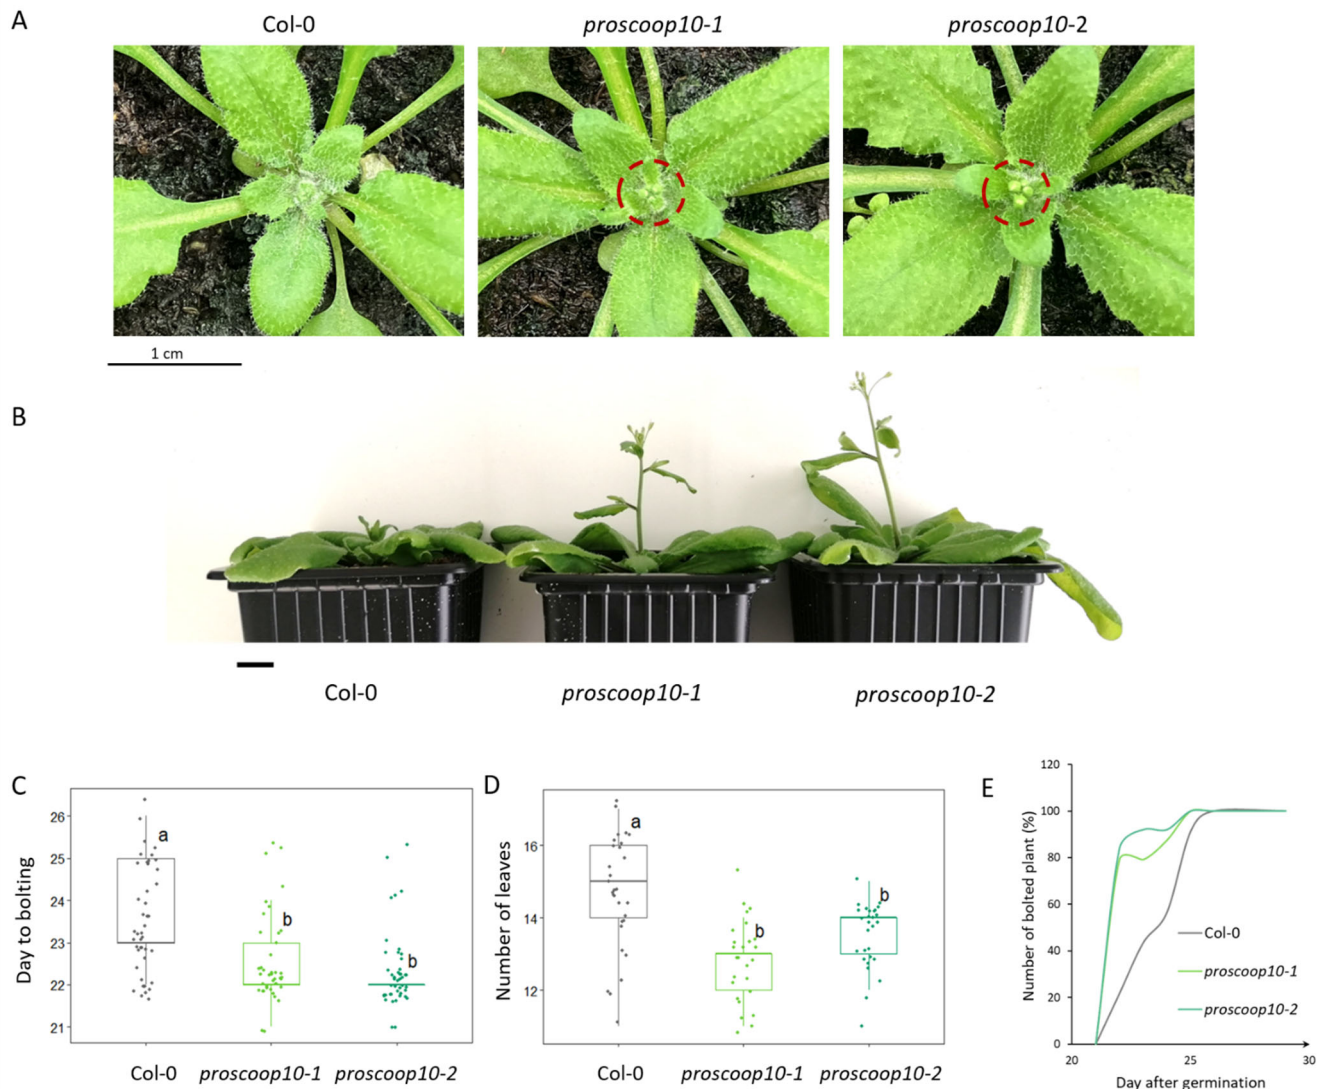 A
Col-0
proscoop10-1
proscoop10-2
1 cm
B
Col-0
proscoop10-1
proscoop10-2
C
Day to bolting
26
25
24
23
22
21
a
b
b
Col-0
proscoop10-1
proscoop10-2
D
Number of leaves
16
14
12
a
b
b
Col-0
proscoop10-1
proscoop10-2
E
Number of bolted plant (%)
120
100
80
60
40
20
0
20
25
30
Day after germination
Col-0
proscoop10-1
proscoop10-2